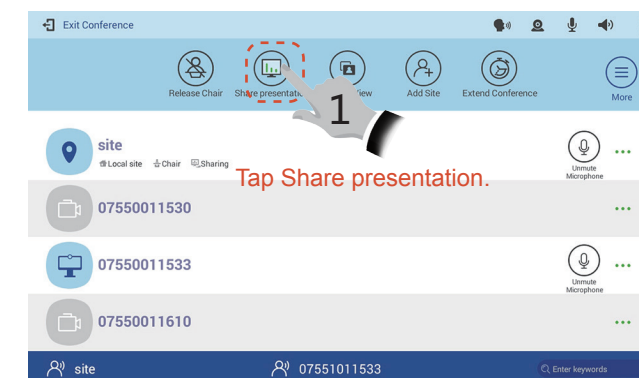 Exit Conference
Release Chair Share presentation View Add Site Extend Conference More
1
site
Local site Chair Sharing
Unmute
Microphone
Tap Share presentation.
07550011530
07550011533
Unmute
Microphone
07550011610
site 07551011533 Enter keywords